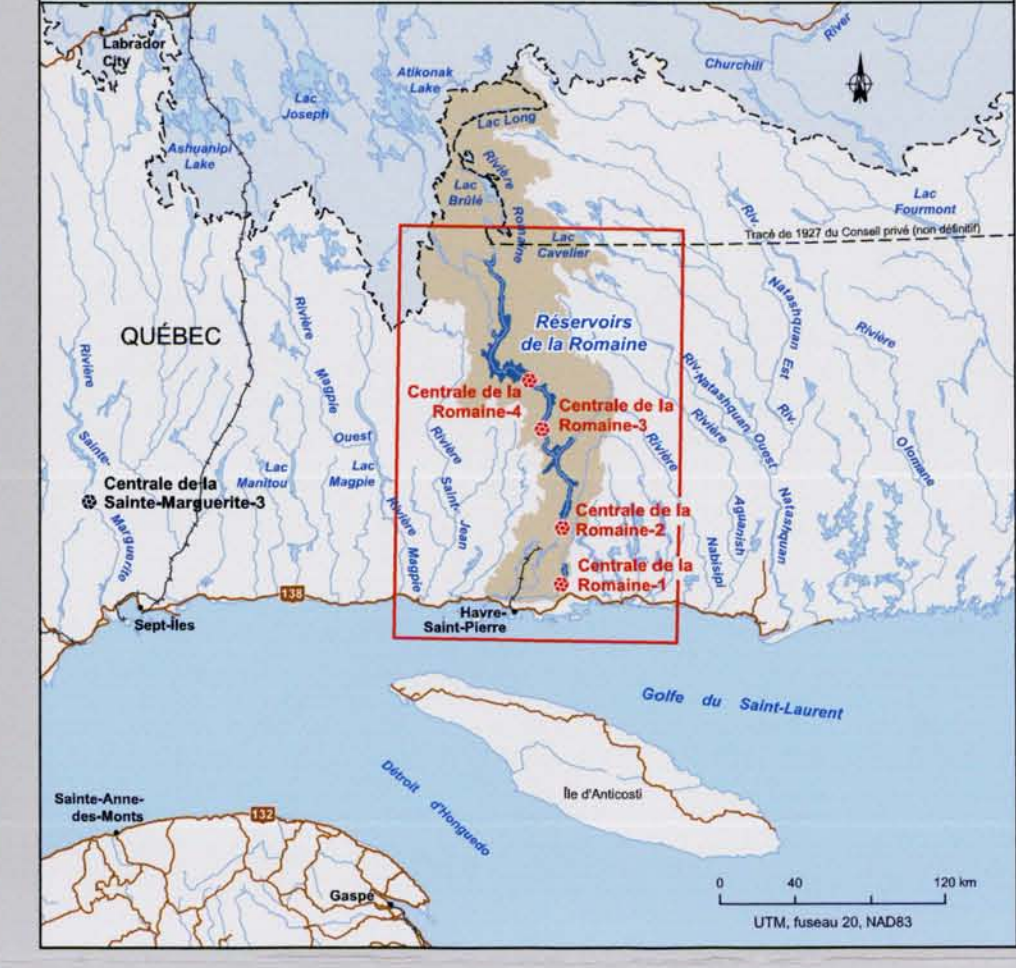 Labrador
City
Ashuanipi
Lake
Lac
Joseph
Atikonak
Lake
Churchill
River
Lac Long
Rivière
Romaine
Lac
Brûlé
Lac
Cavelier
Lac
Fourmont
Tracé de 1927 du Conseil privé (non définitif)
QUÉBEC
Réservoirs
de la Romaine
Centrale de la
Romaine-4
Centrale de la
Romaine-3
Centrale de la
Romaine-2
Centrale de la
Romaine-1
Centrale de la
Sainte-Marguerite-3
Rivière
Sainte-
Marguerite
Rivière
Magpie
Ouest
Lac
Manitou
Lac
Magpie
Rivière
Magpie
Rivière
Saint-
Jean
Rivière
Nabisipi
Rivière
Aguanish
Riv. Natashquan Ouest
Riv.
Natashquan Est
Riv.
Natashquan
Rivière
Olomane
138
Sept-Îles
Havre-
Saint-Pierre
Golfe du Saint-Laurent
Détroit d'Honguedo
Île d'Anticosti
Sainte-Anne-
des-Monts
132
Gaspé
0 40 120 km
UTM, fuseau 20, NAD83